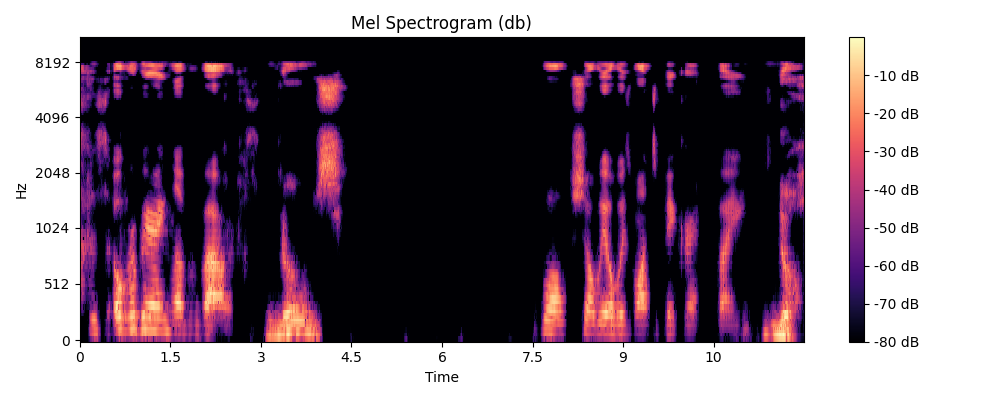 Mel Spectrogram (db)
8192
4096
2048
1024
512
0
Hz
0 1.5 3 4.5 6 7.5 9 10
Time
-10 dB
-20 dB
-30 dB
-40 dB
-50 dB
-60 dB
-70 dB
-80 dB